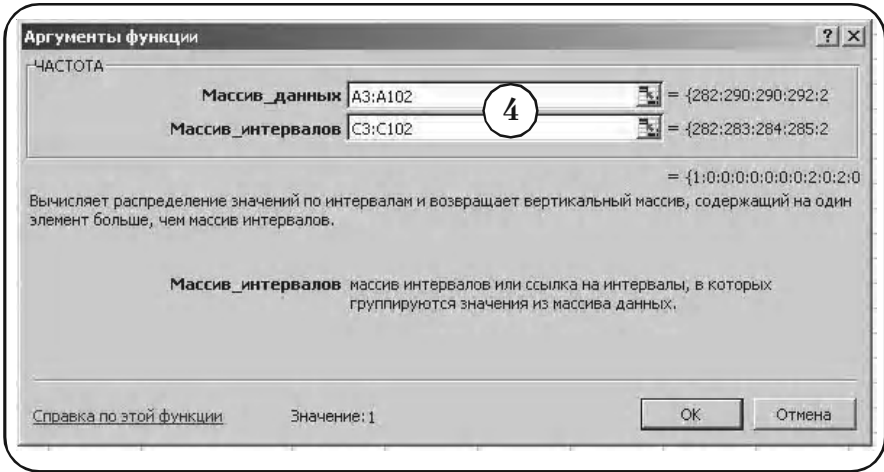 Аргументы функции
ЧАСТОТА
Массив_данных A3:A102 = {282:290:290:292:2
4
Массив_интервалов C3:C102 = {282:283:284:285:2
= {1:0:0:0:0:0:0:0:2:0:2:0
Вычисляет распределение значений по интервалам и возвращает вертикальный массив, содержащий на один
элемент больше, чем массив интервалов.
Массив_интервалов массив интервалов или ссылка на интервалы, в которых
группируются значения из массива данных.
Справка по этой функции Значение:1 OK Отмена